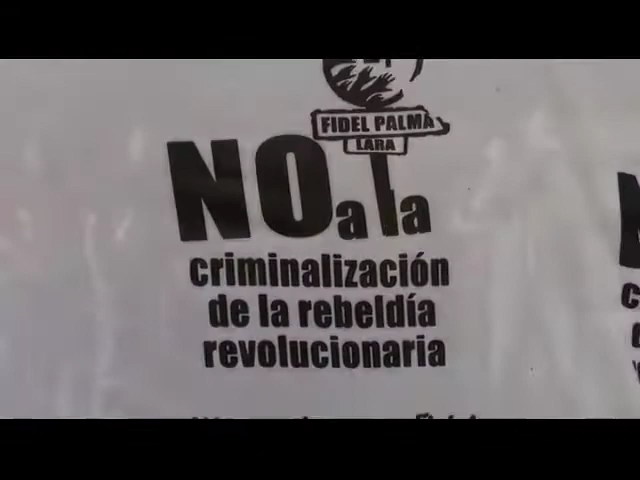 FIDEL PALMA
LARA
NO a la
criminalización
de la rebeldía
revolucionaria